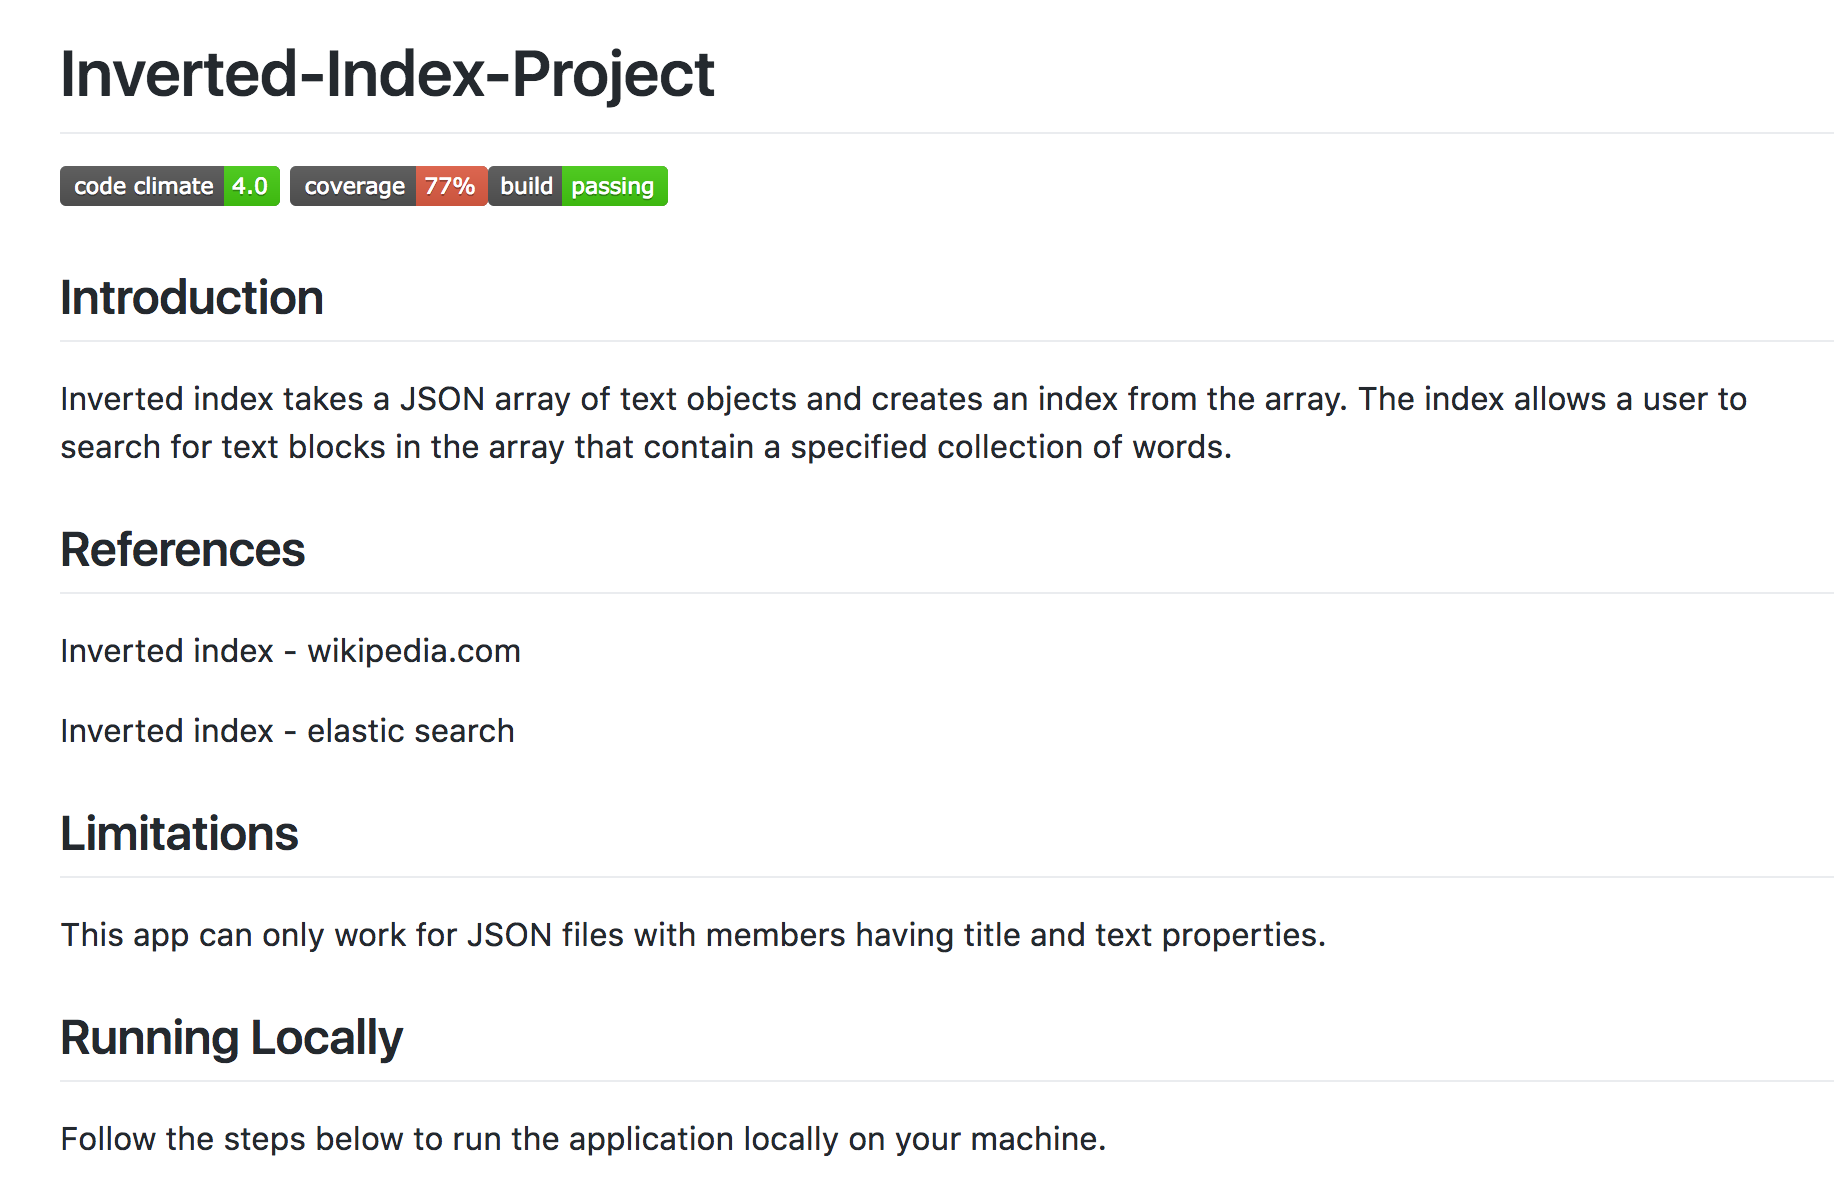 Inverted-Index-Project
code climate 4.0 coverage 77% build passing
Introduction
Inverted index takes a JSON array of text objects and creates an index from the array. The index allows a user to
search for text blocks in the array that contain a specified collection of words.
References
Inverted index - wikipedia.com
Inverted index - elastic search
Limitations
This app can only work for JSON files with members having title and text properties.
Running Locally
Follow the steps below to run the application locally on your machine.